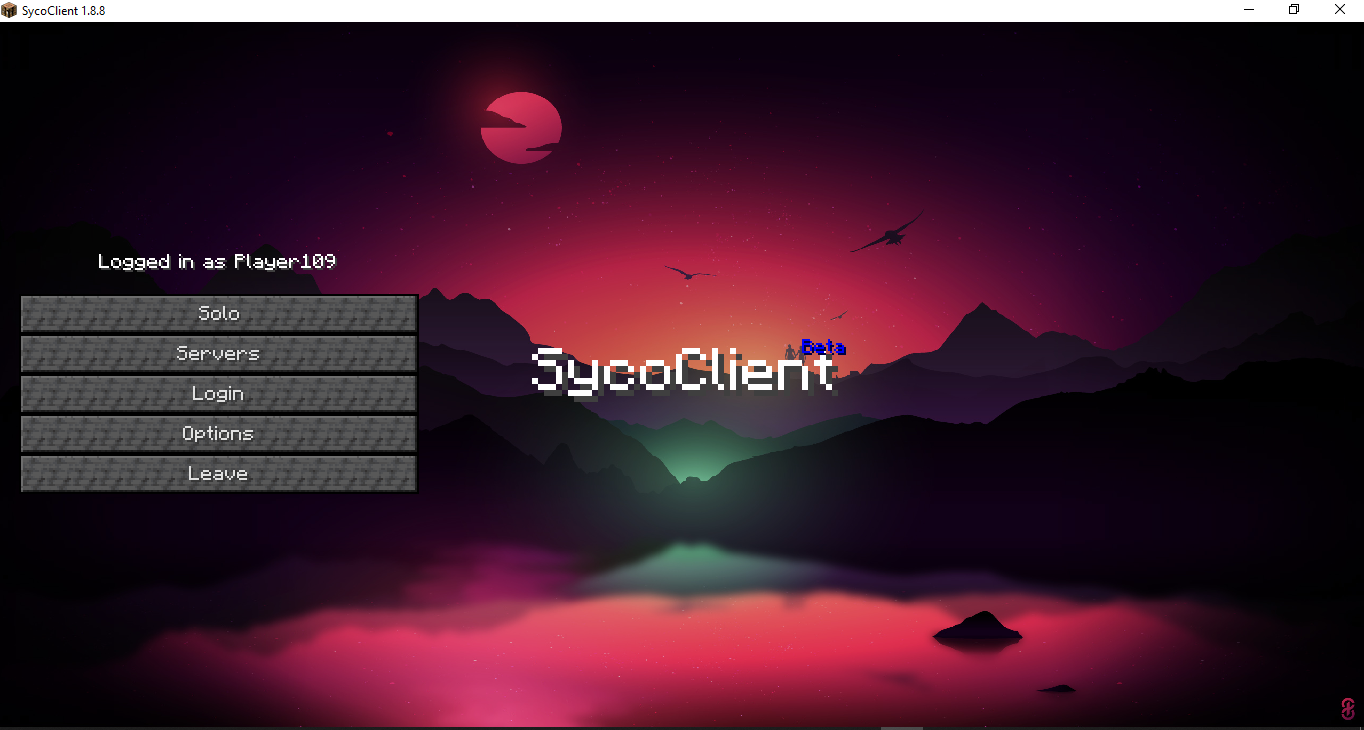 SycoClient 1.8.8
Logged in as Player109
Solo
Servers
Login
Options
Leave
Beta
SycoClient